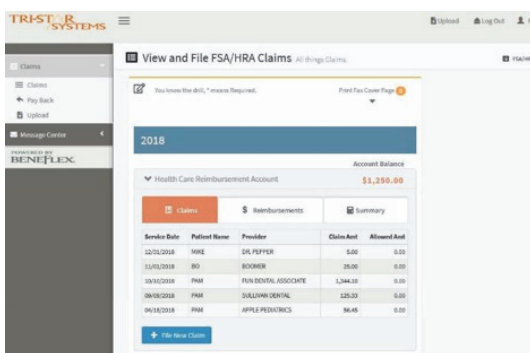 TRI-STAR SYSTEMS
Upload Log Out
Claims
Claims
Pay Back
Upload
Message Center
POWERED BY
BENEFLEX
View and File FSA/HRA Claims All things Claims.
You know the drill, * means Required.
Print Fax Cover Page
2018
Account Balance
Health Care Reimbursement Account $1,250.00
Claims $ Reimbursements Summary
Service Date Patient Name Provider Claim Amt Allowed Amt
12/31/2018 MIKE DR. PEPPER 5.00 0.00
11/01/2018 BO BOOMER 25.00 0.00
10/10/2018 PAM FUN DENTAL ASSOCIATE 0.00
09/09/2018 PAM SULLIVAN DENTAL 125.33 0.00
04/18/2018 PAM APPLE PEDIATRICS 56.45 0.00
+ File New Claim